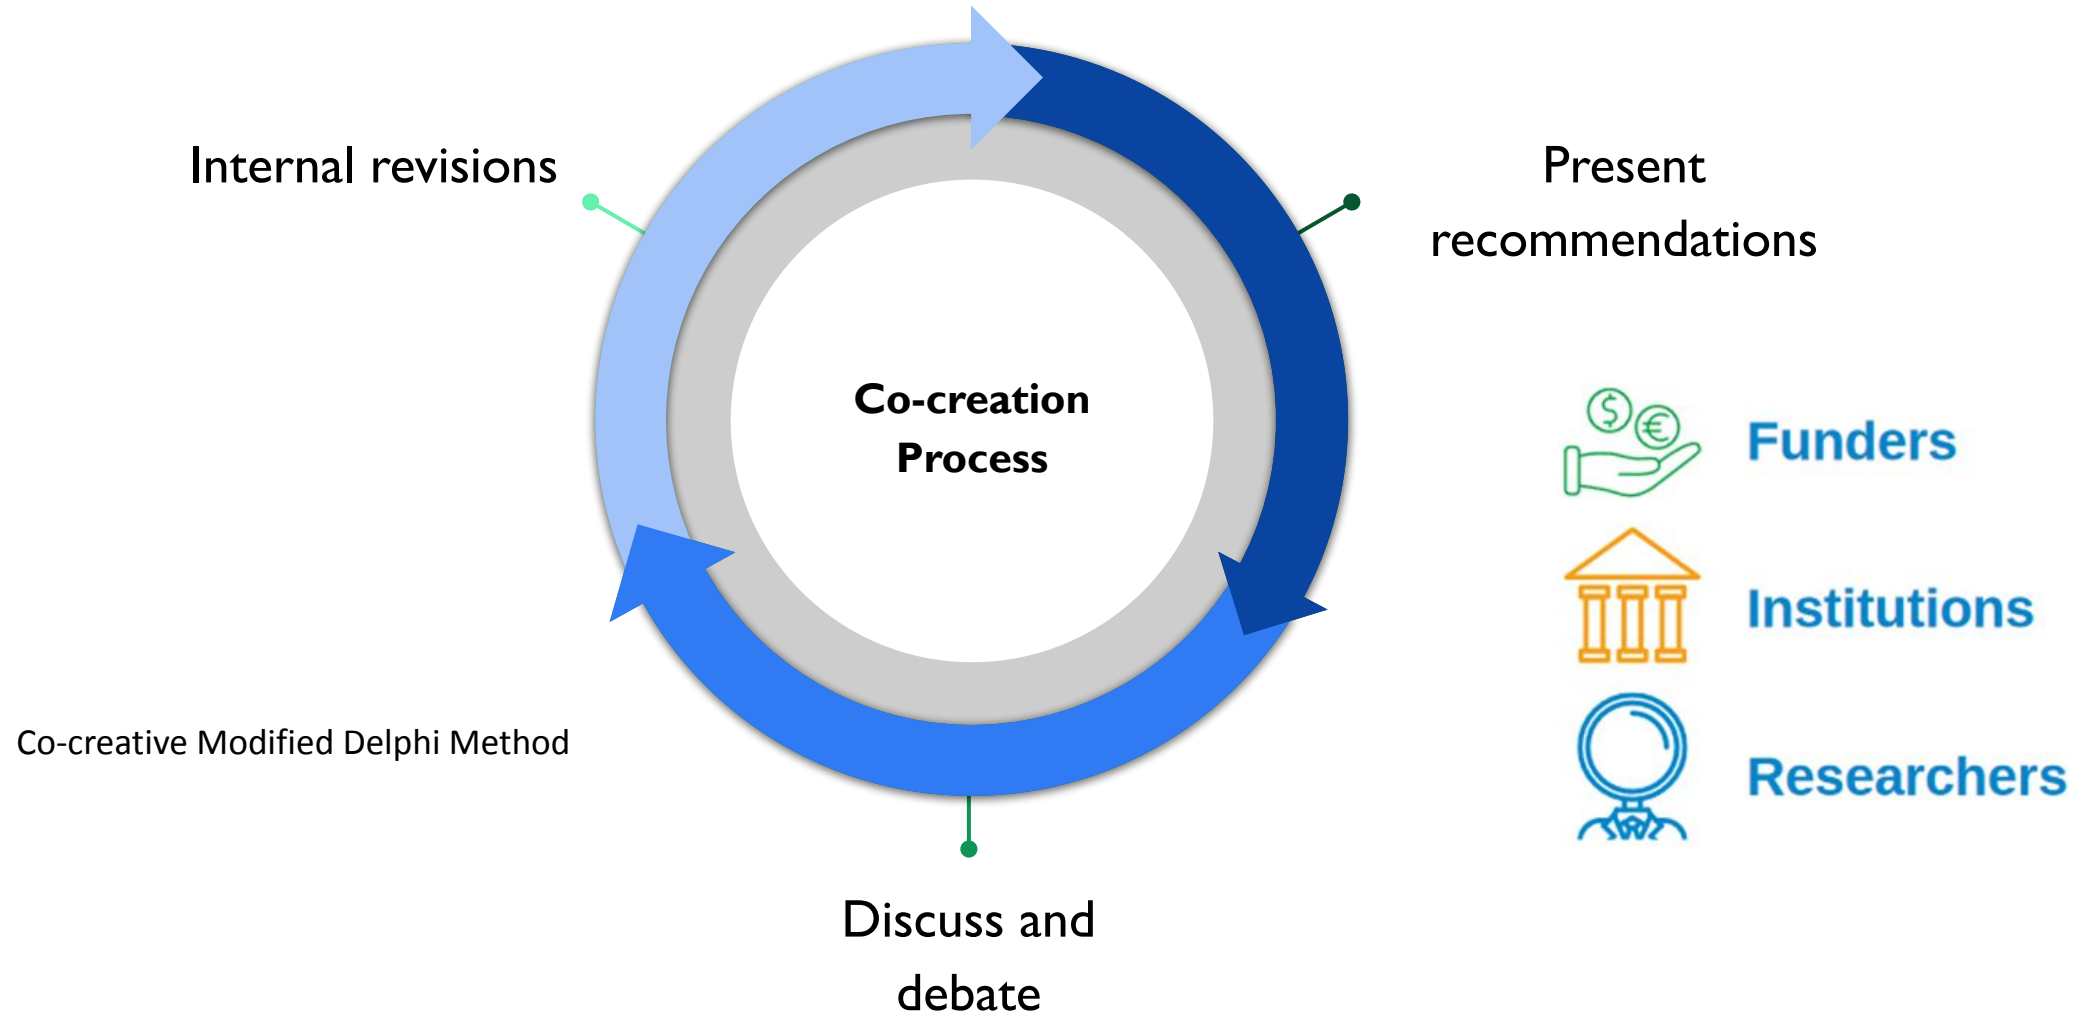 Internal revisions
Present
recommendations
Co-creation
Process
$
€
Funders
Institutions
Researchers
Co-creative Modified Delphi Method
Discuss and
debate